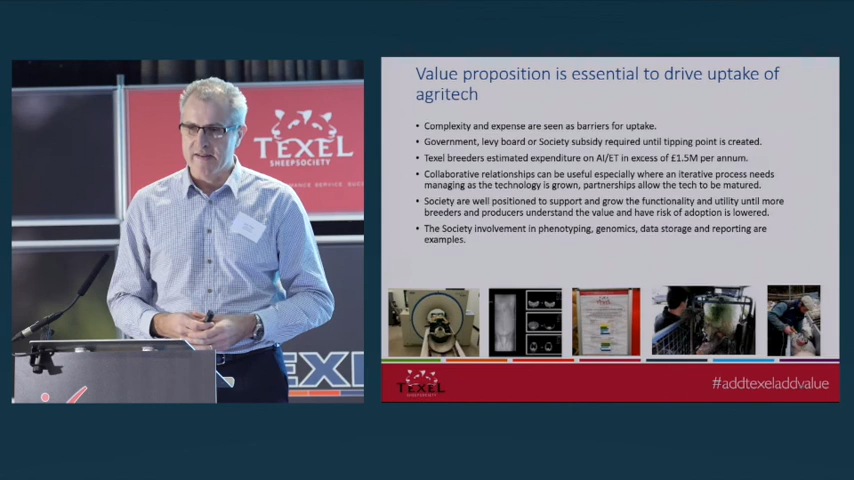 TEXEL
SHEEPSOCIETY
TEXE
Value proposition is essential to drive uptake of
agritech
• Complexity and expense are seen as barriers for uptake.
• Government, levy board or Society subsidy required until tipping point is created.
• Texel breeders estimated expenditure on AI/ET in excess of £1.5M per annum.
• Collaborative relationships can be useful especially where an iterative process needs
managing as the technology is grown, partnerships allow the tech to be matured.
• Society are well positioned to support and grow the functionality and utility until more
breeders and producers understand the value and have risk of adoption is lowered.
• The Society involvement in phenotyping, genomics, data storage and reporting are
examples.
TEXEL
SHEEPSOCIETY
#addtexeladdvalue